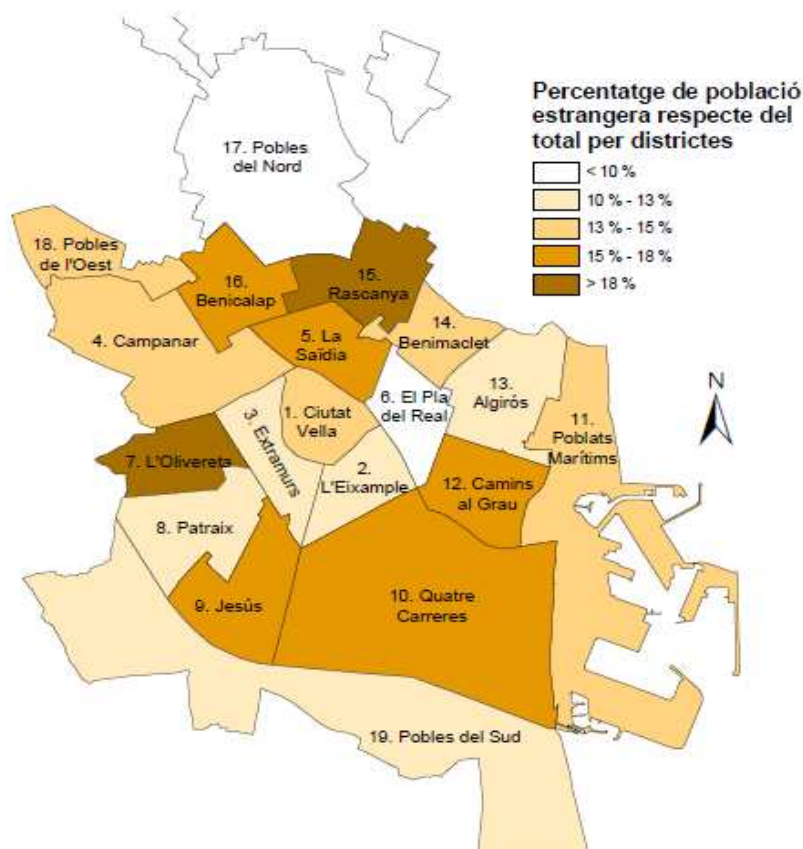 Percentatge de població
estrangera respecte del
total per districtes
< 10 %
10 % - 13 %
13 % - 15 %
15 % - 18 %
> 18 %
17. Pobles
del Nord
18. Pobles
de l'Oest
16.
Benicalap
15.
Rascanya
4. Campanar
5. La
Saïdia
14.
Benimaclet
6. El Pla
del Real
13.
Algirós
11.
Poblats
Marítims
3. Extramurs
1. Ciutat
Vella
7. L'Olivereta
2.
L'Eixample
12. Camins
al Grau
8. Patraix
9. Jesús
10. Quatre
Carreres
19. Pobles del Sud
N